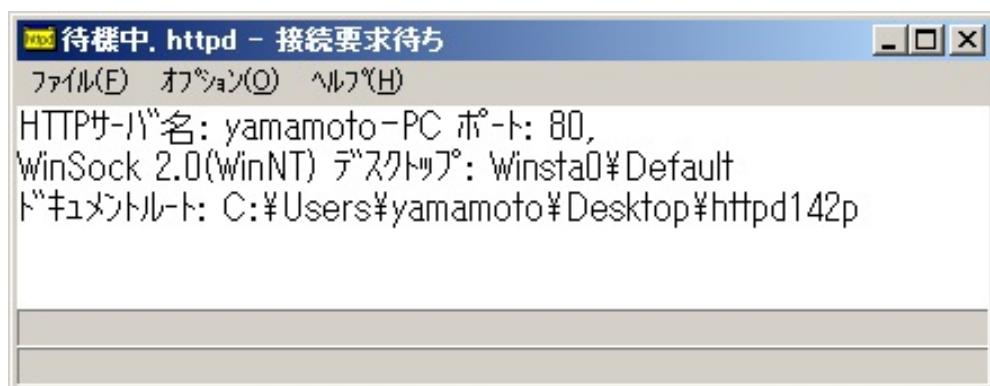 httpd 待機中. httpd - 接続要求待ち
ファイル(F) オプション(O) ヘルプ(H)
HTTPサーバ名: yamamoto-PC ポート: 80,
WinSock 2.0(WinNT) デスクトップ: Winsta0¥Default
ドキュメントルート: C:¥Users¥yamamoto¥Desktop¥httpd142p